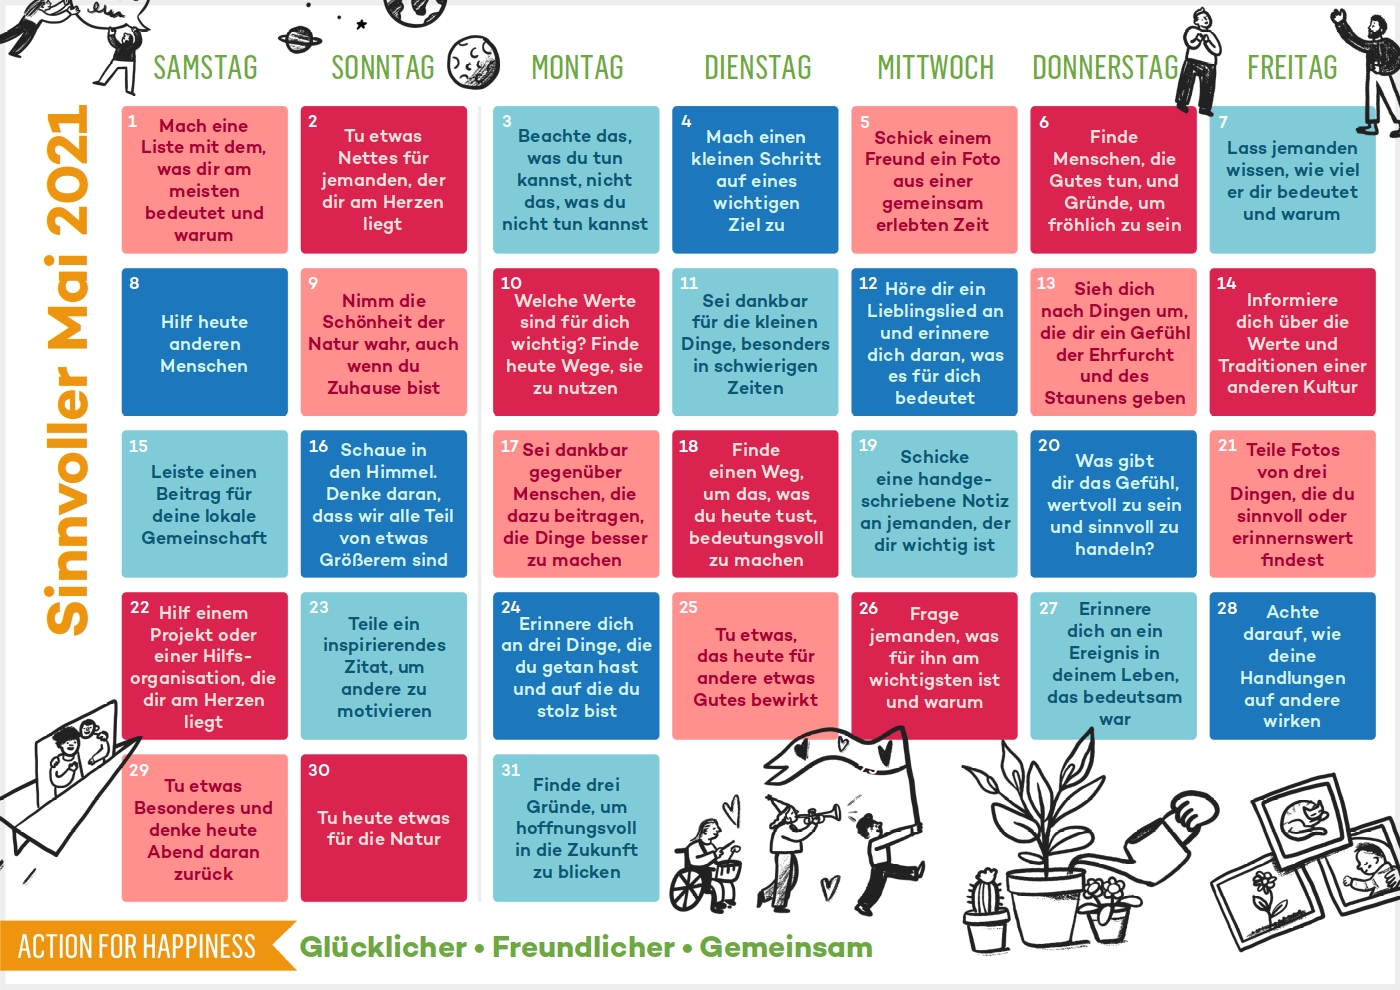 SAMSTAG
SONNTAG
MONTAG
DIENSTAG
MITTWOCH
DONNERSTAG
FREITAG
Sinnvoller Mai 2021
1
Mach eine
Liste mit dem,
was dir am
meisten
bedeutet und
warum
2
Tu etwas
Nettes für
jemanden, der
dir am Herzen
liegt
3
Beachte das,
was du tun
kannst, nicht
das, was du
nicht tun kannst
4
Mach einen
kleinen Schritt
auf eines
wichtigen
Ziel zu
5
Schick einem
Freund ein Foto
aus einer
gemeinsam
erlebten Zeit
6
Finde
Menschen, die
Gutes tun, und
Gründe, um
fröhlich zu sein
7
Lass jemanden
wissen, wie viel
er dir bedeutet
und warum
8
Hilf heute
anderen
Menschen
9
Nimm die
Schönheit der
Natur wahr, auch
wenn du
Zuhause bist
10
Welche Werte
sind für dich
wichtig? Finde
heute Wege, sie
zu nutzen
11
Sei dankbar
für die kleinen
Dinge, besonders
in schwierigen
Zeiten
12
Höre dir ein
Lieblingslied an
und erinnere
dich daran, was
es für dich
bedeutet
13
Sieh dich
nach Dingen um,
die dir ein Gefühl
der Ehrfurcht
und des
Staunens geben
14
Informiere
dich über die
Werte und
Traditionen einer
anderen Kultur
15
Leiste einen
Beitrag für
deine lokale
Gemeinschaft
16
Schaue in
den Himmel.
Denke daran,
dass wir alle Teil
von etwas
Größerem sind
17
Sei dankbar
gegenüber
Menschen, die
dazu beitragen,
die Dinge besser
zu machen
18
Finde
einen Weg,
um das, was
du heute tust,
bedeutungsvoll
zu machen
19
Schicke
eine handge-
schriebene Notiz
an jemanden, der
dir wichtig ist
20
Was gibt
dir das Gefühl,
wertvoll zu sein
und sinnvoll zu
handeln?
21
Teile Fotos
von drei
Dingen, die du
sinnvoll oder
erinnernswert
findest
22
Hilf einem
Projekt oder
einer Hilfs-
organisation, die
dir am Herzen
liegt
23
Teile ein
inspirierendes
Zitat, um
andere zu
motivieren
24
Erinnere dich
an drei Dinge, die
du getan hast
und auf die du
stolz bist
25
Tu etwas,
das heute für
andere etwas
Gutes bewirkt
26
Frage
jemanden, was
für ihn am
wichtigsten ist
und warum
27
Erinnere
dich an ein
Ereignis in
deinem Leben,
das bedeutsam
war
28
Achte
darauf, wie
deine
Handlungen
auf andere
wirken
29
Tu etwas
Besonderes und
denke heute
Abend daran
zurück
30
Tu heute etwas
für die Natur
31
Finde drei
Gründe, um
hoffnungsvoll
in die Zukunft
zu blicken
ACTION FOR HAPPINESS
Glücklicher • Freundlicher • Gemeinsam